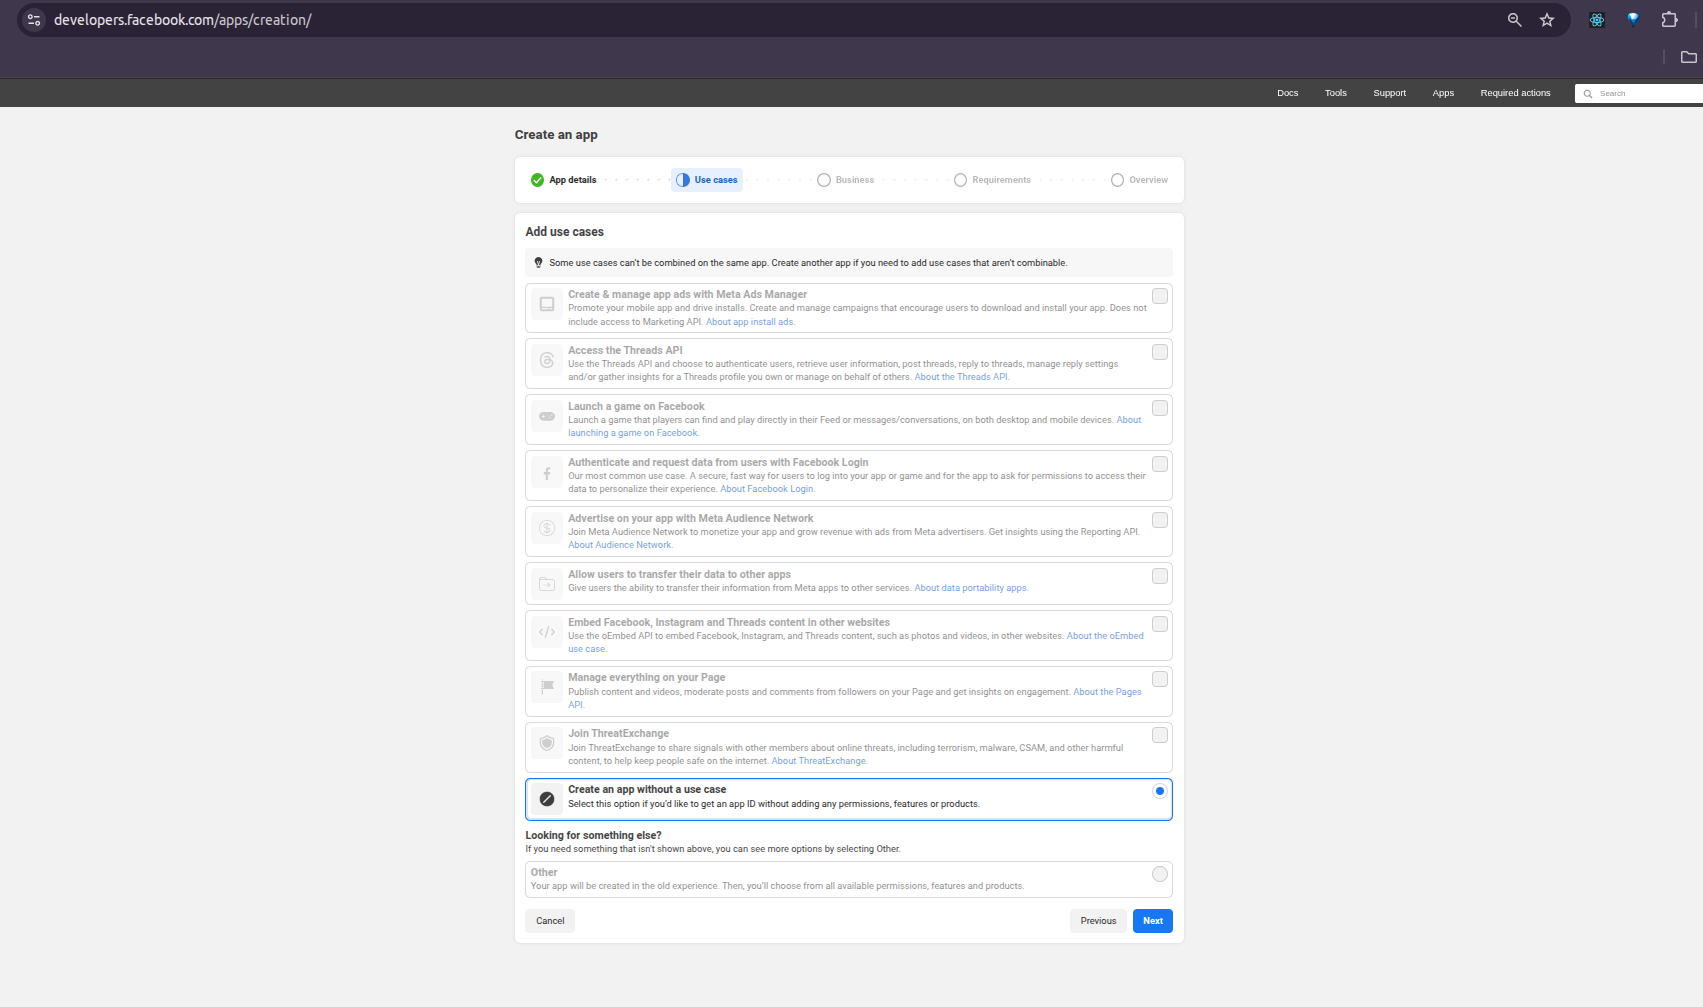 developers.facebook.com/apps/creation/
Docs Tools Support Apps Required actions Search
Create an app
App details Use cases Business Requirements Overview
Add use cases
Some use cases can't be combined on the same app. Create another app if you need to add use cases that aren't combinable.
Create & manage app ads with Meta Ads Manager
Promote your mobile app and drive installs. Create and manage campaigns that encourage users to download and install your app. Does not
include access to Marketing API. About app install ads.
Access the Threads API
Use the Threads API and choose to authenticate users, retrieve user information, post threads, reply to threads, manage reply settings
and/or gather insights for a Threads profile you own or manage on behalf of others. About the Threads API.
Launch a game on Facebook
Launch a game that players can find and play directly in their Feed or messages/conversations, on both desktop and mobile devices. About
launching a game on Facebook.
Authenticate and request data from users with Facebook Login
Our most common use case. A secure, fast way for users to log into your app or game and for the app to ask for permissions to access their
data to personalize their experience. About Facebook Login.
Advertise on your app with Meta Audience Network
Join Meta Audience Network to monetize your app and grow revenue with ads from Meta advertisers. Get insights using the Reporting API.
About Audience Network.
Allow users to transfer their data to other apps
Give users the ability to transfer their information from Meta apps to other services. About data portability apps.
Embed Facebook, Instagram and Threads content in other websites
Use the oEmbed API to embed Facebook, Instagram, and Threads content, such as photos and videos, in other websites. About the oEmbed
use case.
Manage everything on your Page
Publish content and videos, moderate posts and comments from followers on your Page and get insights on engagement. About the Pages
API.
Join ThreatExchange
Join ThreatExchange to share signals with other members about online threats, including terrorism, malware, CSAM, and other harmful
content, to help keep people safe on the internet. About ThreatExchange.
Create an app without a use case
Select this option if you'd like to get an app ID without adding any permissions, features or products.
Looking for something else?
If you need something that isn't shown above, you can see more options by selecting Other.
Other
Your app will be created in the old experience. Then, you'll choose from all available permissions, features and products.
Cancel Previous Next